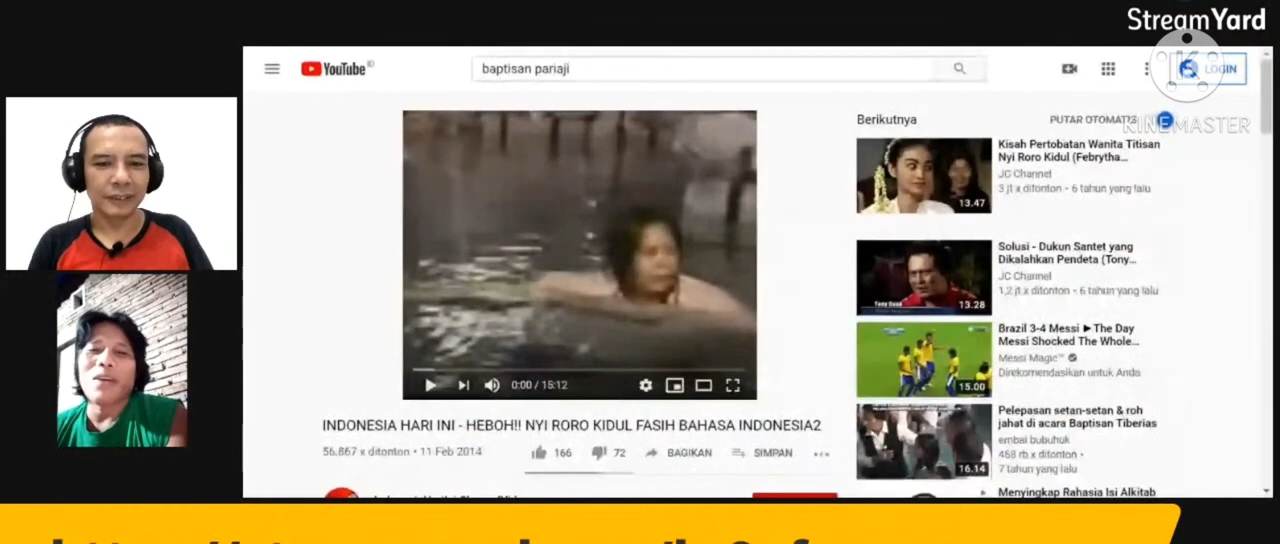 StreamYard
YouTube ID
baptisan pariaji
LOGIN
KINEMASTER
Berikutnya
PUTAR OTOMATIS
Kisah Pertobatan Wanita Titisan
Nyi Roro Kidul (Febrytha...
JC Channel
3 jt x ditonton • 6 tahun yang lalu
13.47
Solusi - Dukun Santet yang
Dikalahkan Pendeta (Tony...
JC Channel
1,2 jt x ditonton • 6 tahun yang lalu
13.28
Brazil 3-4 Messi ►The Day
Messi Shocked The Whole...
Messi Magic™
Direkomendasikan untuk Anda
15.00
Pelepasan setan-setan & roh
jahat di acara Baptisan Tiberias
embai bubuhuk
468 rb x ditonton •
7 tahun yang lalu
16.14
Menyingkap Rahasia Isi Alkitab
0:00 / 15:12
INDONESIA HARI INI - HEBOH!! NYI RORO KIDUL FASIH BAHASA INDONESIA2
56.867 x ditonton • 11 Feb 2014
166
72
BAGIKAN
SIMPAN